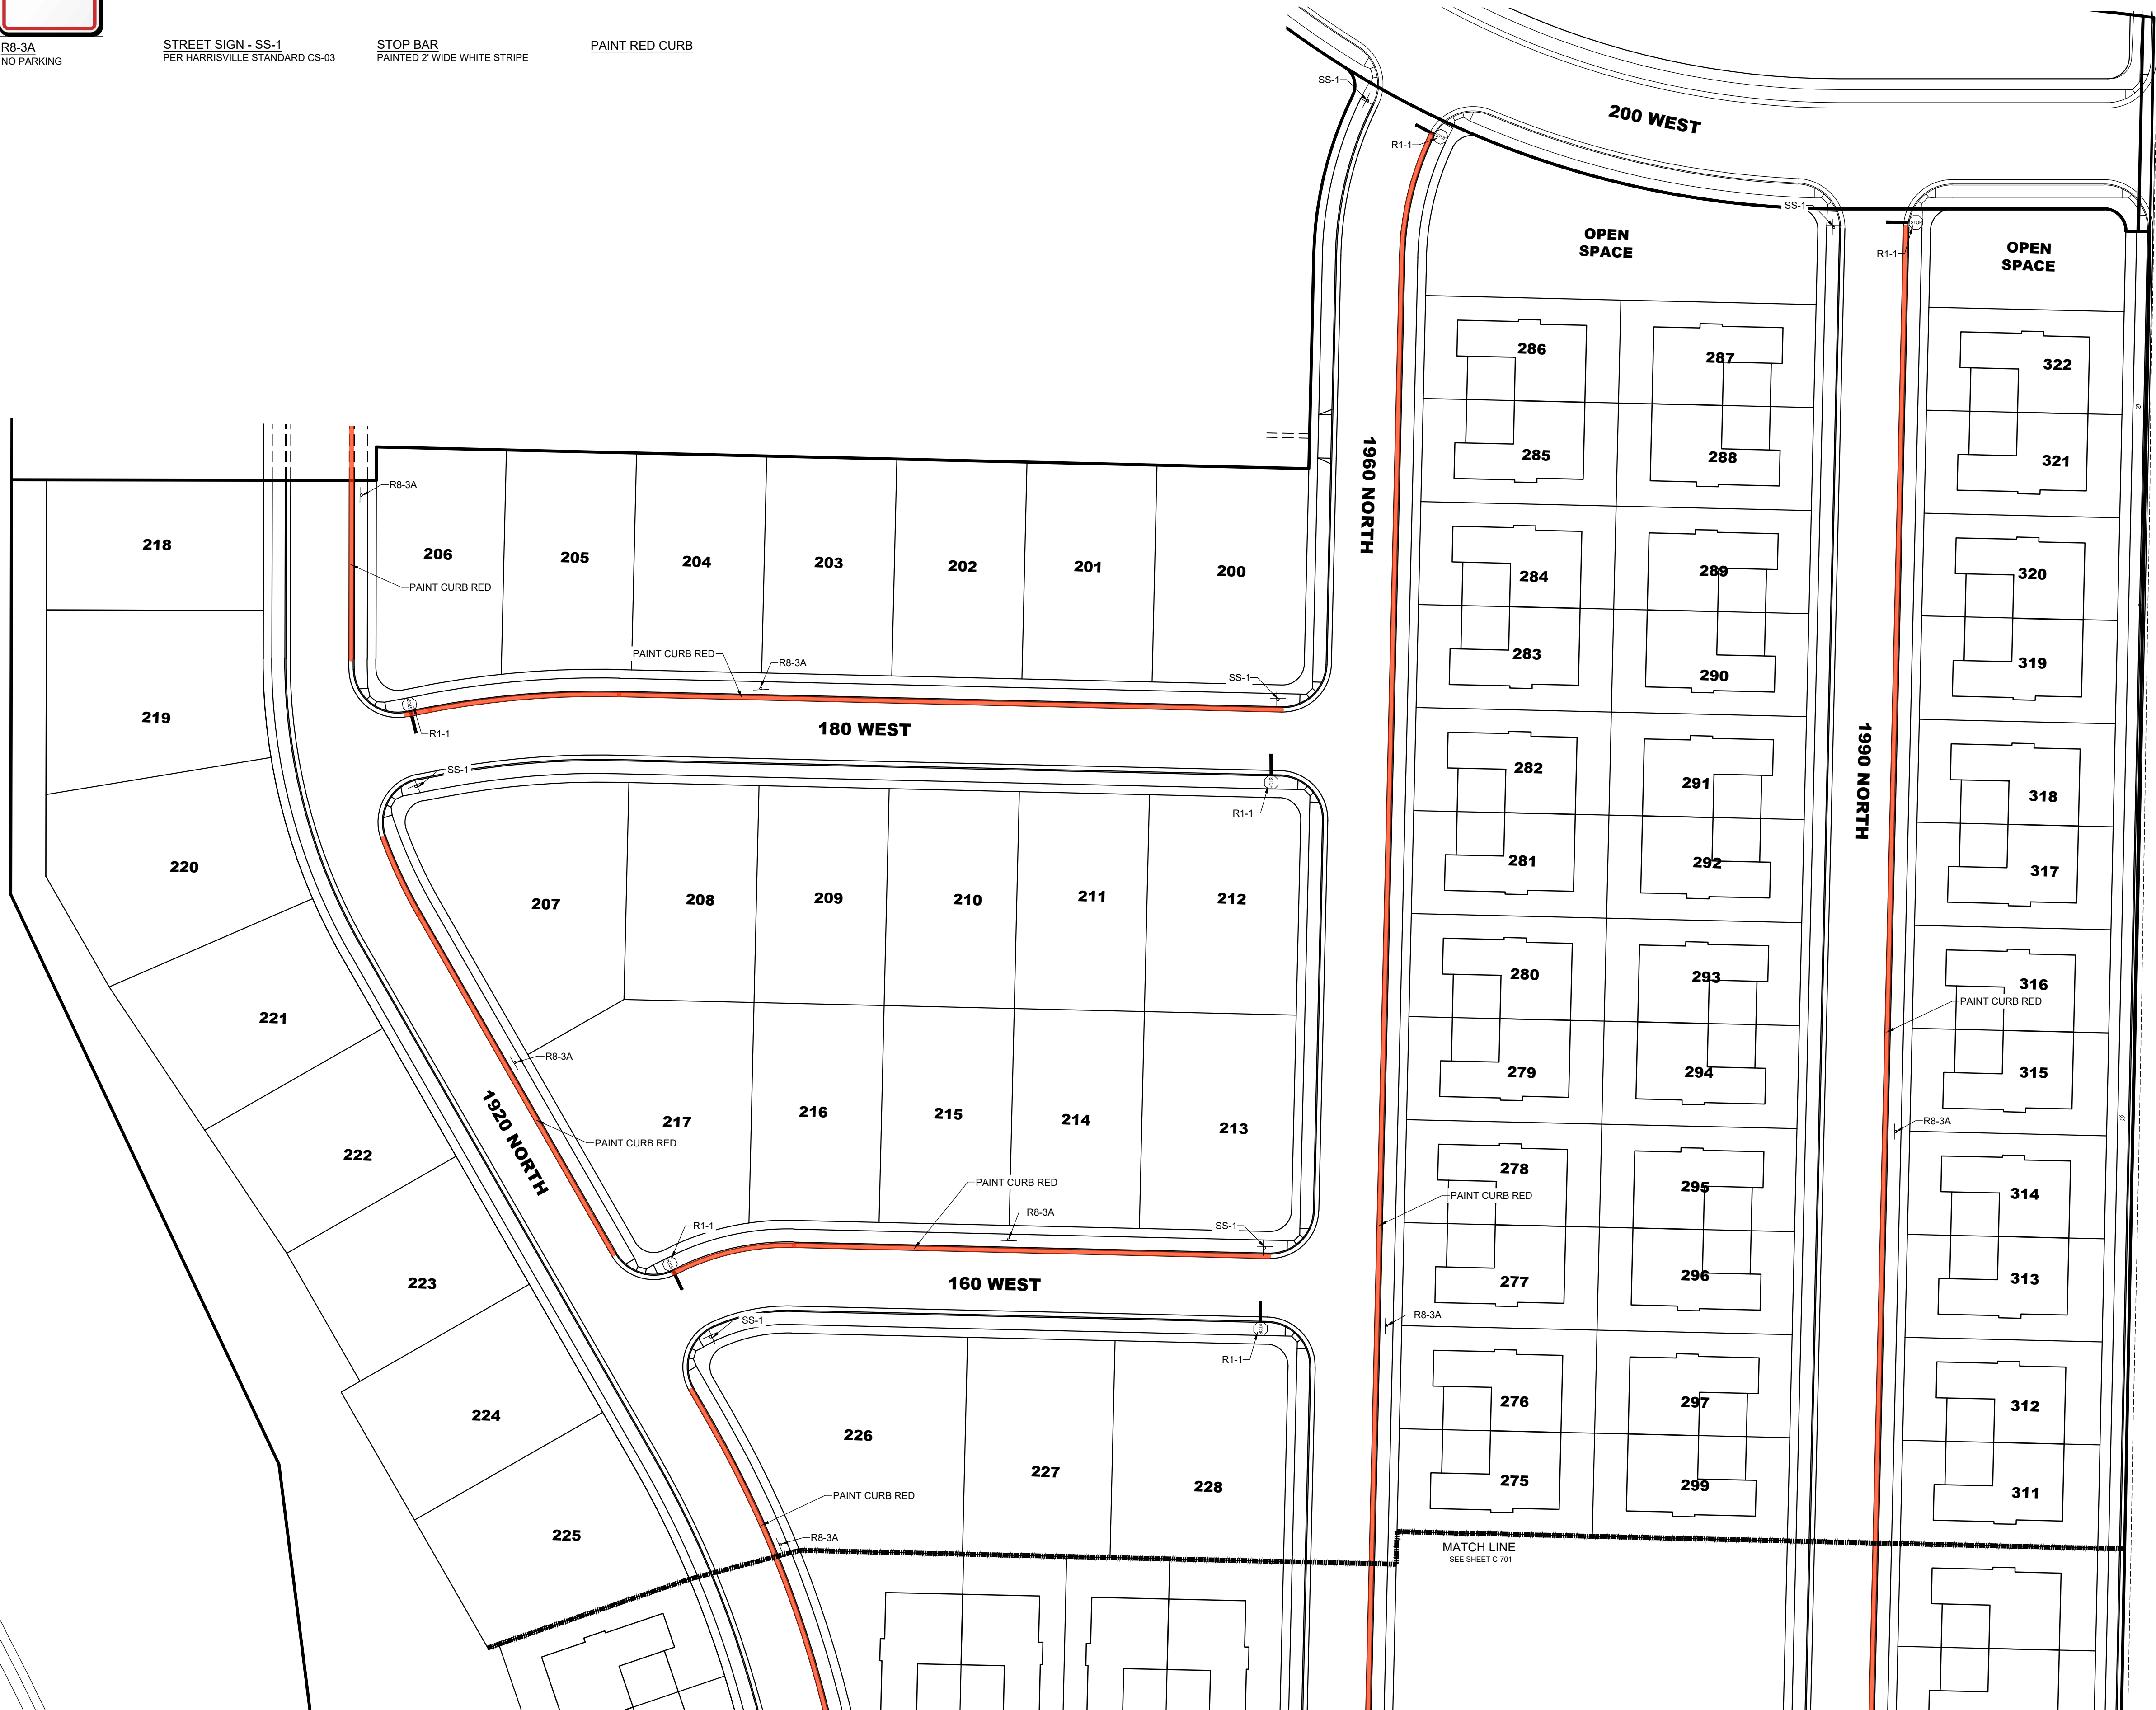 R8-3A
NO PARKING
STREET SIGN - SS-1
PER HARRISVILLE STANDARD CS-03
STOP BAR
PAINTED 2' WIDE WHITE STRIPE
PAINT RED CURB
SS-1
200 WEST
R1-1
STOP
SS-1
STOP
R1-1
OPEN
SPACE
OPEN
SPACE
286
287
322
285
288
321
1960 NORTH
R8-3A
218
206
205
204
203
202
201
200
PAINT CURB RED
284
289
320
283
290
319
PAINT CURB RED
R8-3A
SS-1
219
STOP
R1-1
180 WEST
1990 NORTH
SS-1
STOP
R1-1
282
291
318
281
292
317
220
207
208
209
210
211
212
280
293
316
PAINT CURB RED
221
R8-3A
279
294
315
1920 NORTH
217
216
215
214
213
PAINT CURB RED
R8-3A
222
278
295
314
PAINT CURB RED
PAINT CURB RED
R8-3A
R1-1
STOP
SS-1
223
160 WEST
277
296
313
R8-3A
SS-1
STOP
R1-1
224
226
227
228
276
297
312
275
299
311
PAINT CURB RED
225
R8-3A
MATCH LINE
SEE SHEET C-701